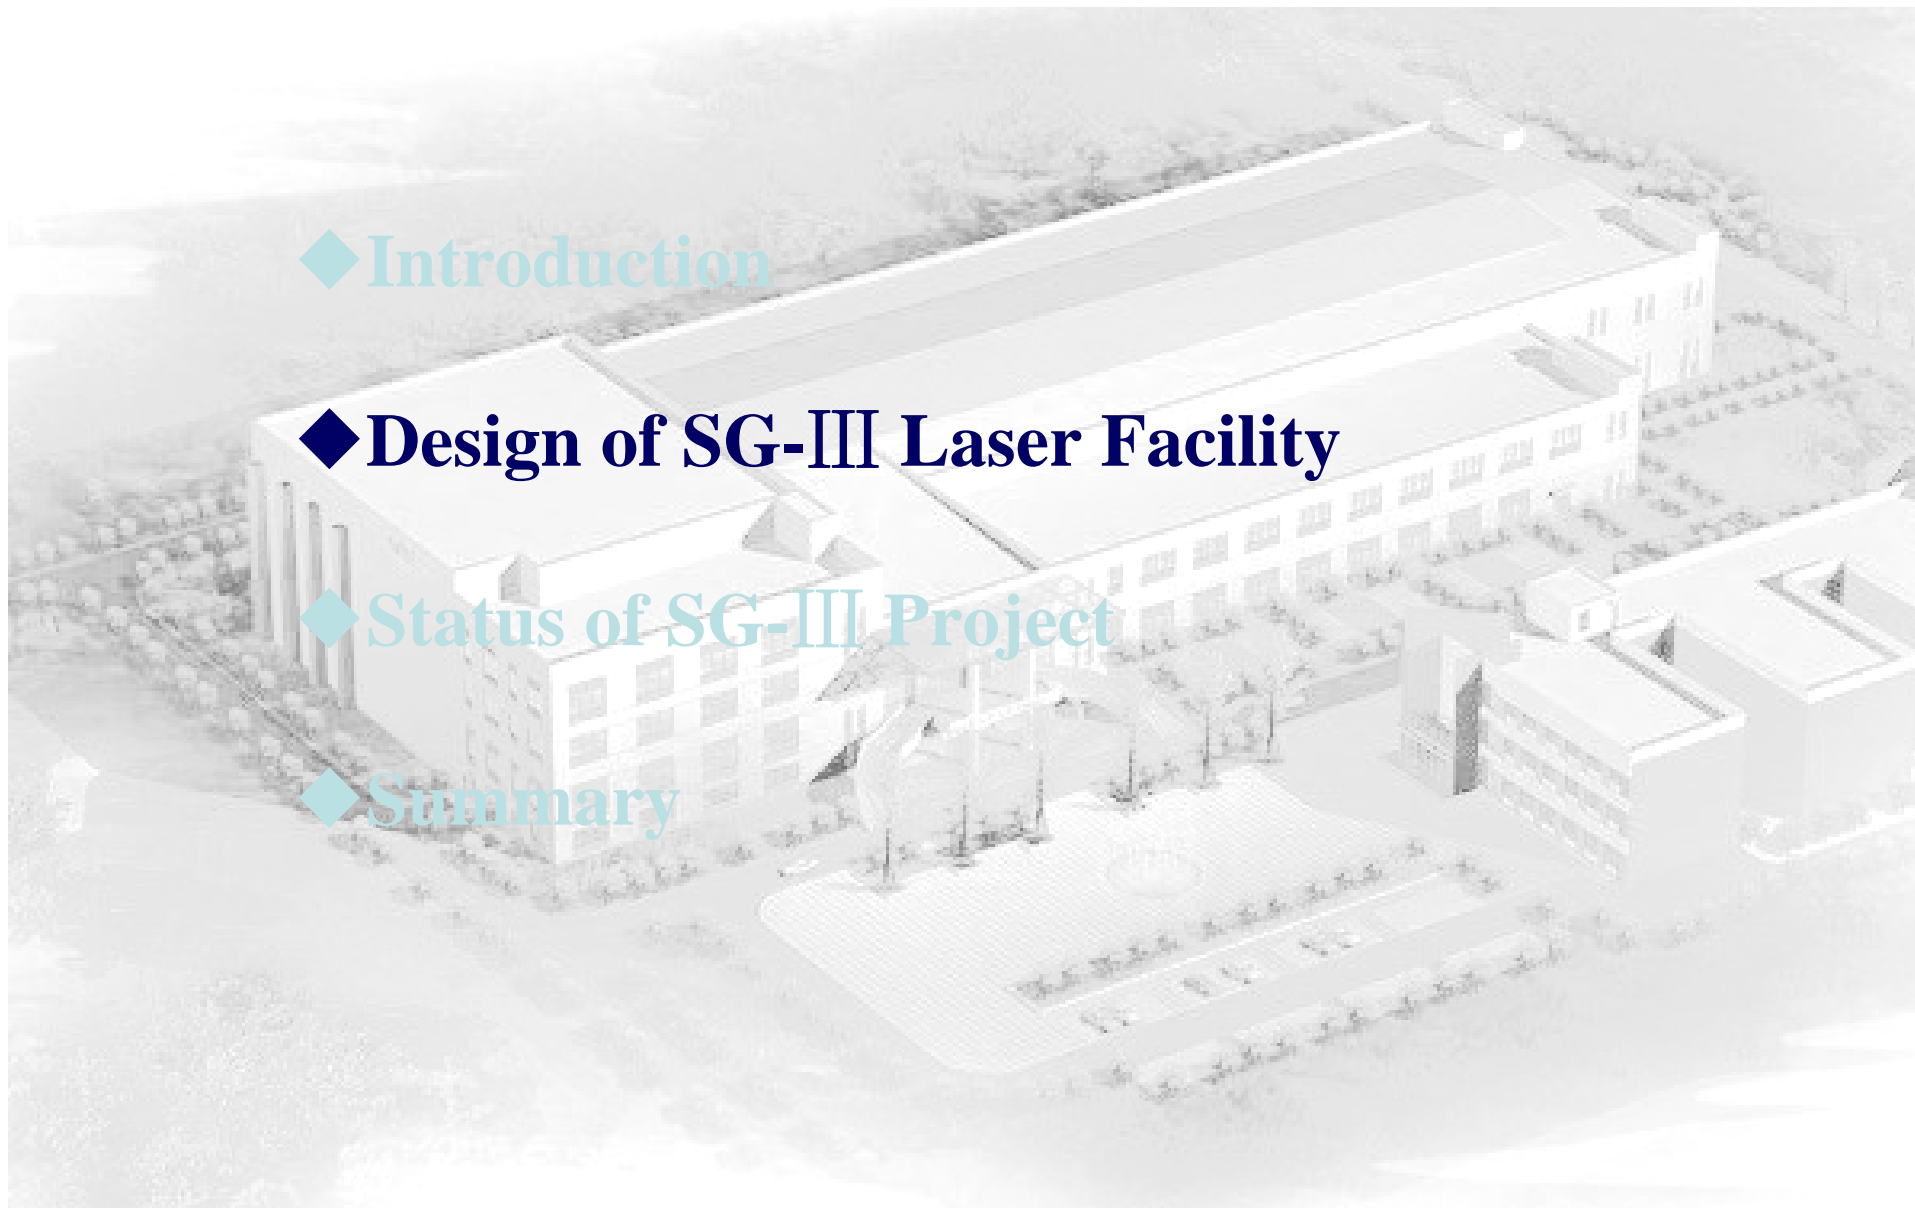 ◆Introduction
◆Design of SG-Ⅲ Laser Facility
◆Status of SG-Ⅲ Project
◆Summary